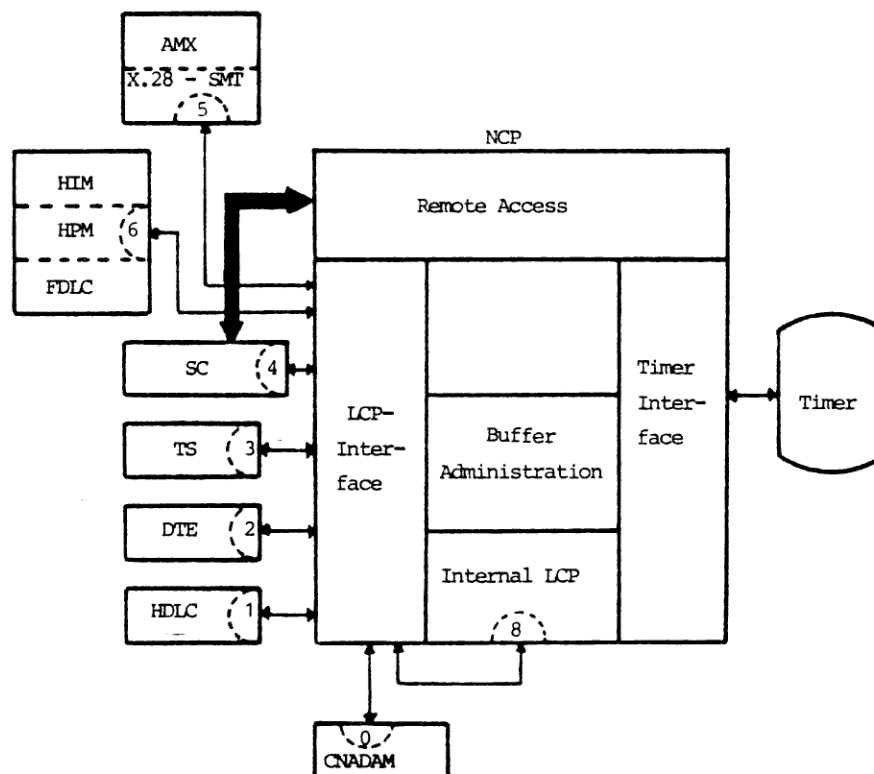 AMX
X.28 - SMT
5
NCP
HIM
HPM
6
FDLC
Remote Access
SC
4
TS
3
DTE
2
HDLC
1
LCP-
Inter-
face
Buffer
Administration
Internal LCP
8
Timer
Inter-
face
Timer
0
CNADAM